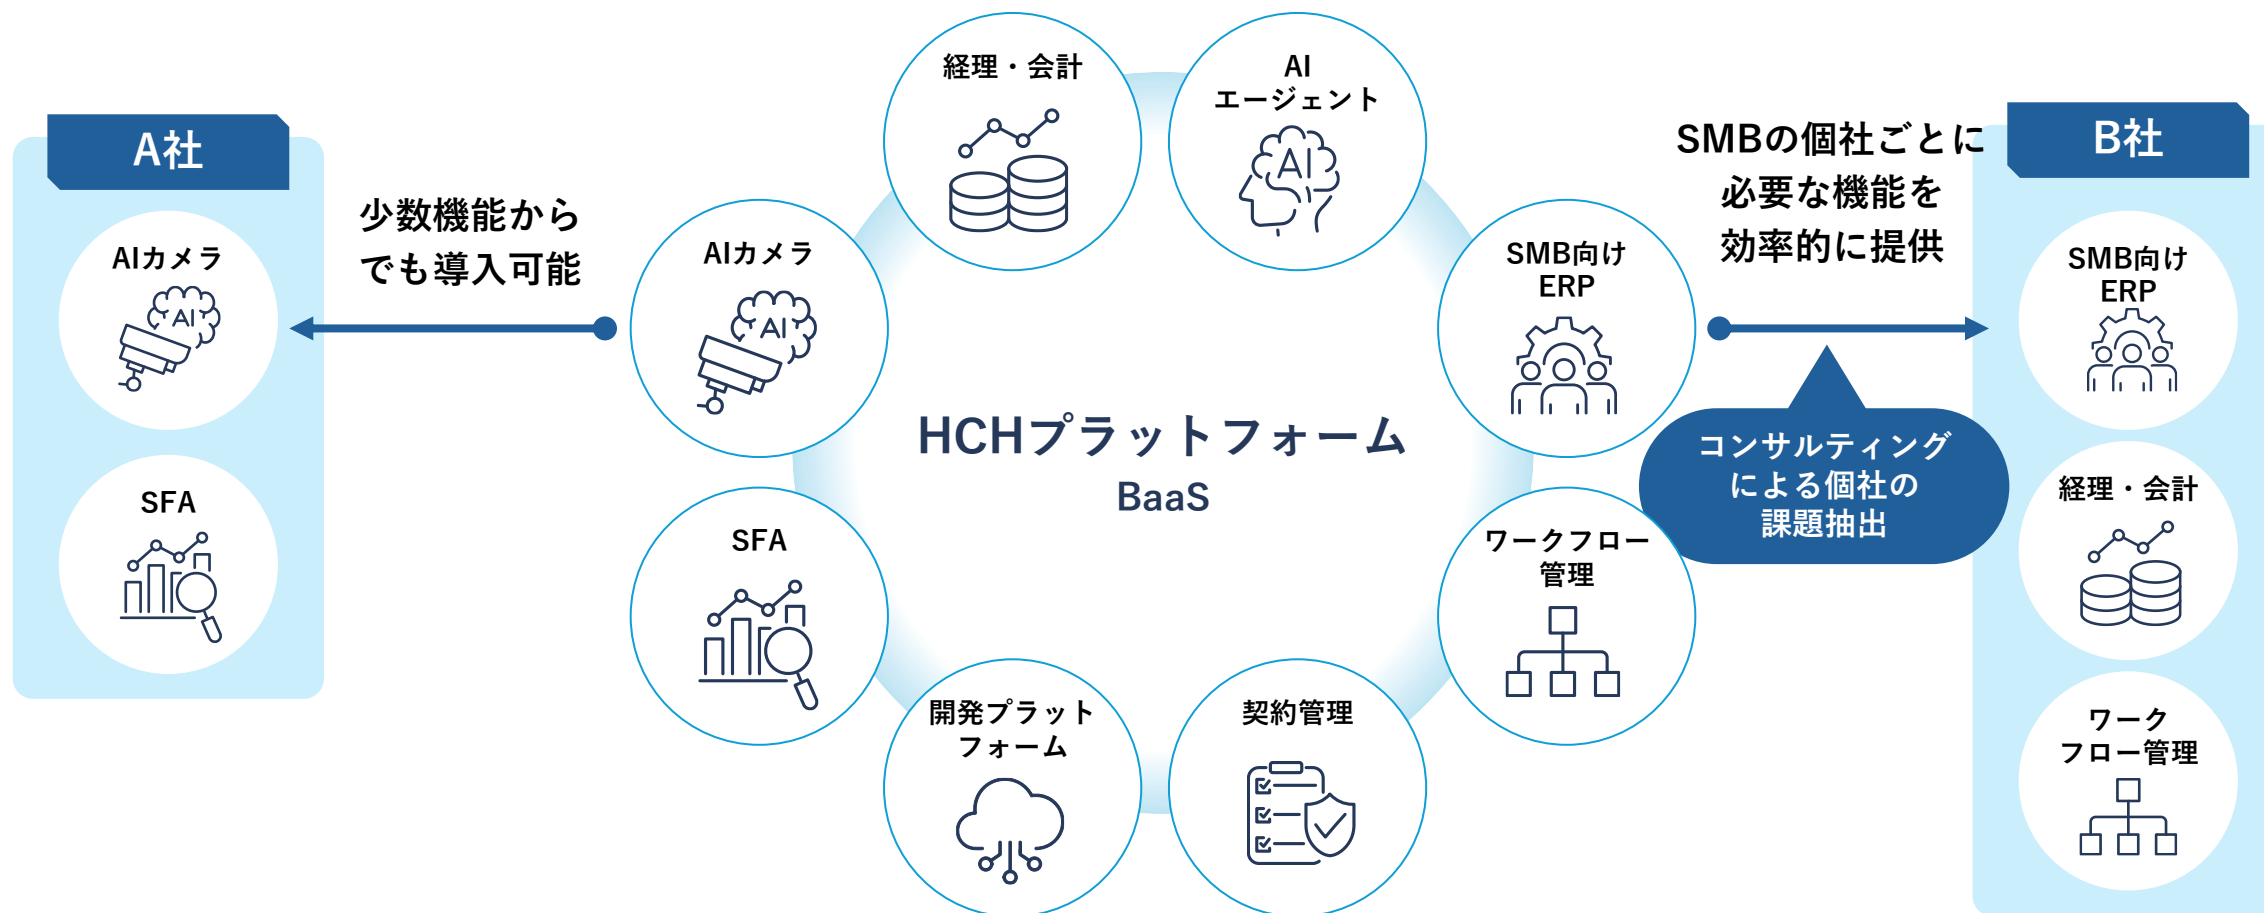 A社
AIカメラ
AI
SFA
少数機能から
でも導入可能
経理・会計
AI
エージェント
AI
AIカメラ
AI
SMB向け
ERP
HCHプラットフォーム
BaaS
SFA
ワークフロー
管理
開発プラット
フォーム
契約管理
SMBの個社ごとに
必要な機能を
効率的に提供
コンサルティング
による個社の
課題抽出
B社
SMB向け
ERP
経理・会計
ワーク
フロー管理